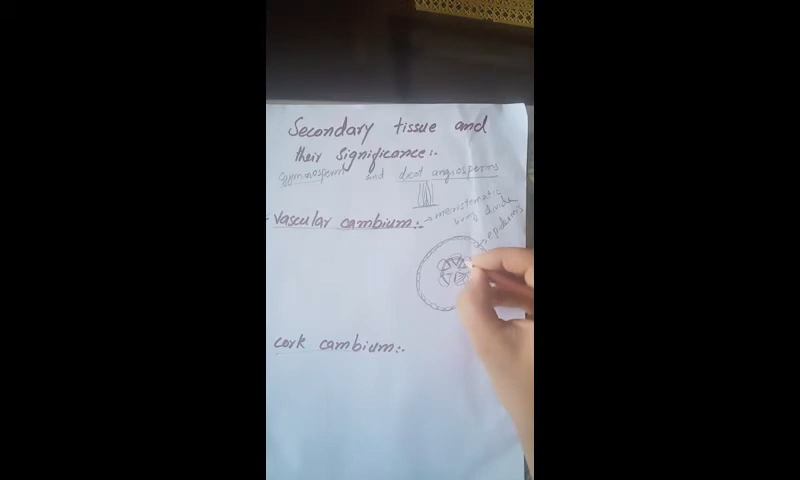 Secondary tissue and
their significance:.
Gymnosperm and dicot angiosperms
Vascular cambium:. → meristematic
divide
epidermis
cork cambium:.